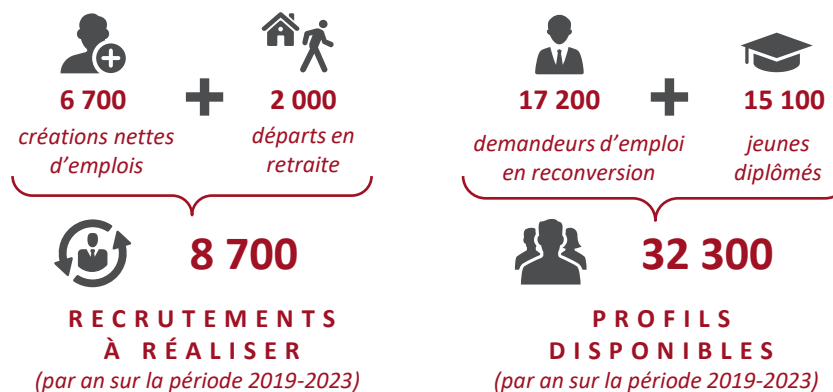 6 700
créations nettes
d’emplois
2 000
départs en
retraite
8 700
RECRUTEMENTS
À RÉALISER
(par an sur la période 2019-2023)
17 200
demandeurs d’emploi
en reconversion
15 100
jeunes
diplômés
32 300
PROFILS
DISPONIBLES
(par an sur la période 2019-2023)